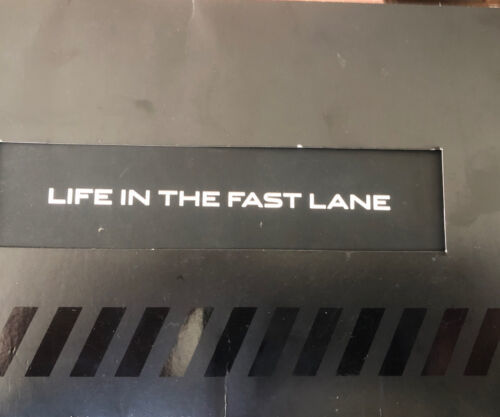 LIFE IN THE FAST LANE